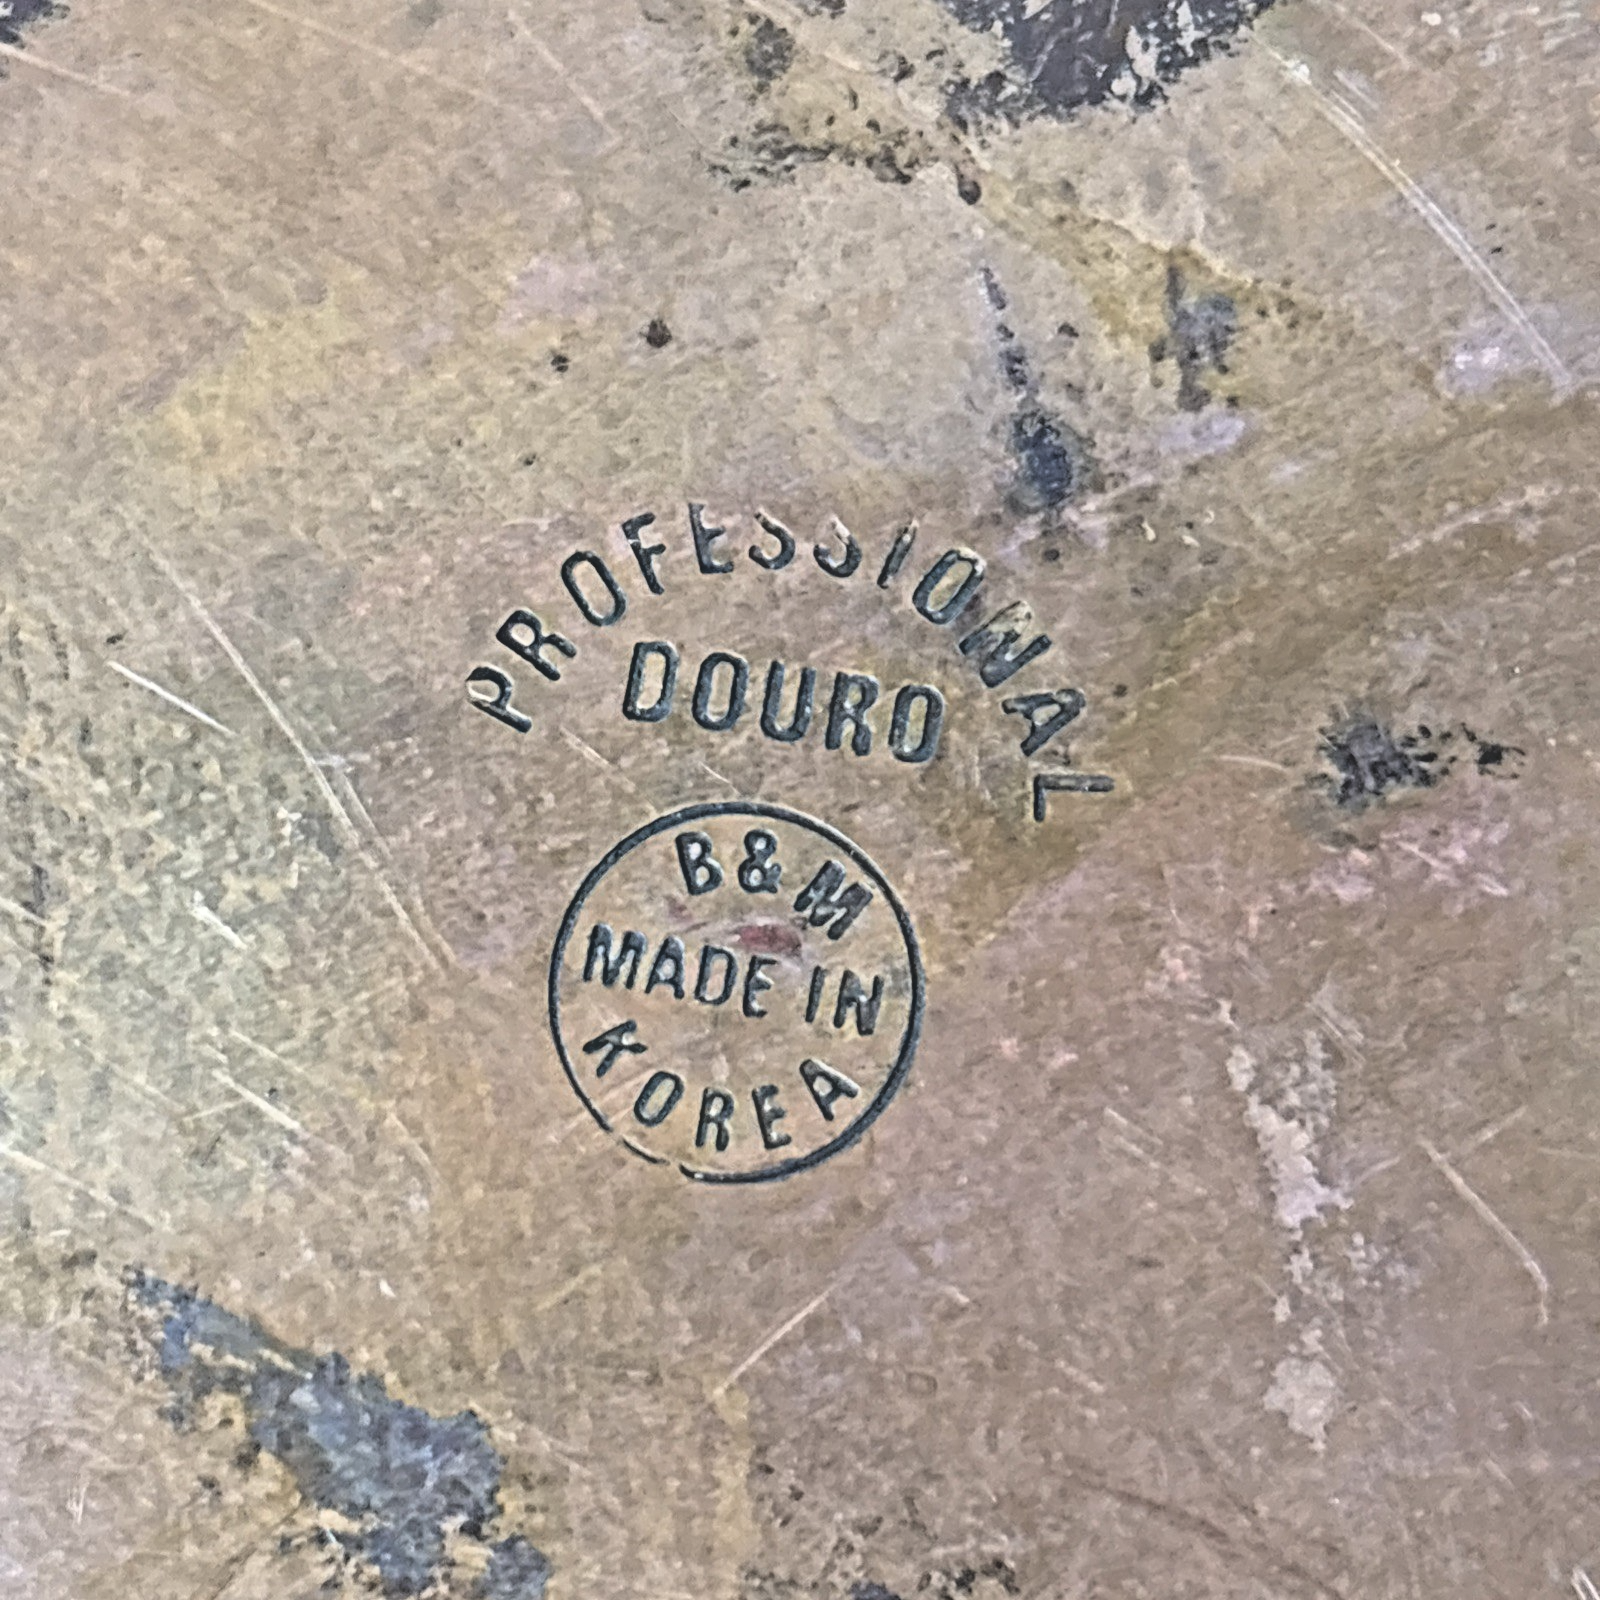 PROFESSIONAL
DOURO
B & M
MADE IN
KOREA